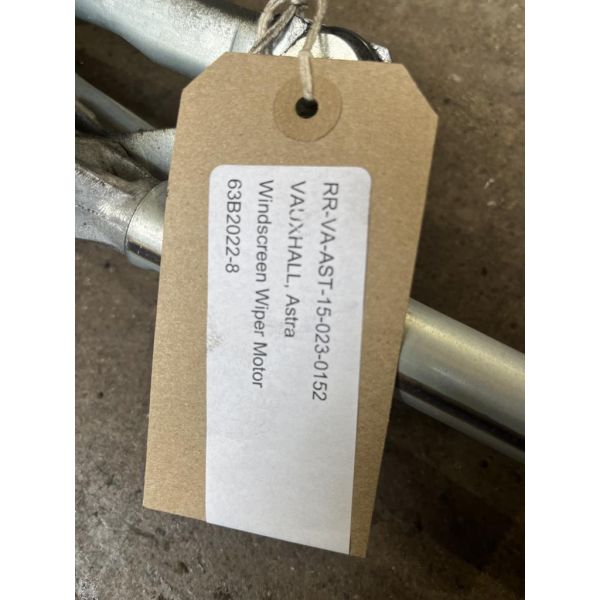 RR-VA-AST-15-023-0152
VAUXHALL, Astra
Windscreen Wiper Motor
63B2022-8